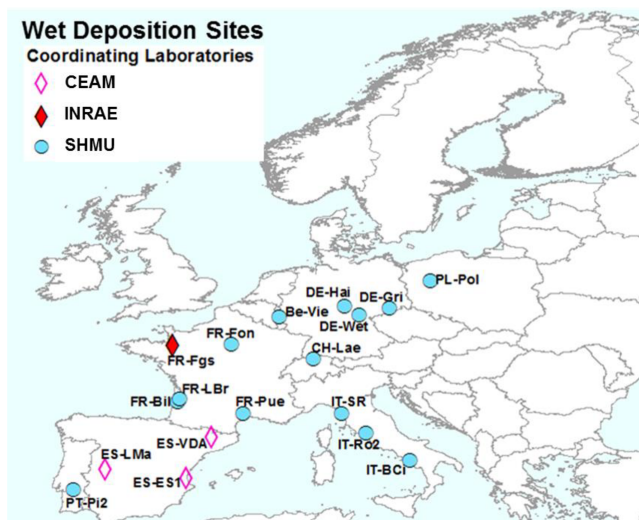 Wet Deposition Sites
Coordinating Laboratories
CEAM
INRAE
SHMU
PL-Pol
DE-Hai
DE-Gri
Be-Vie
DE-Wet
FR-Fon
CH-Lae
FR-Fgs
FR-LBr
FR-Bil
FR-Pue
IT-SR
ES-VDA
IT-Ro2
ES-LMa
IT-BCi
ES-ES1
PT-Pi2